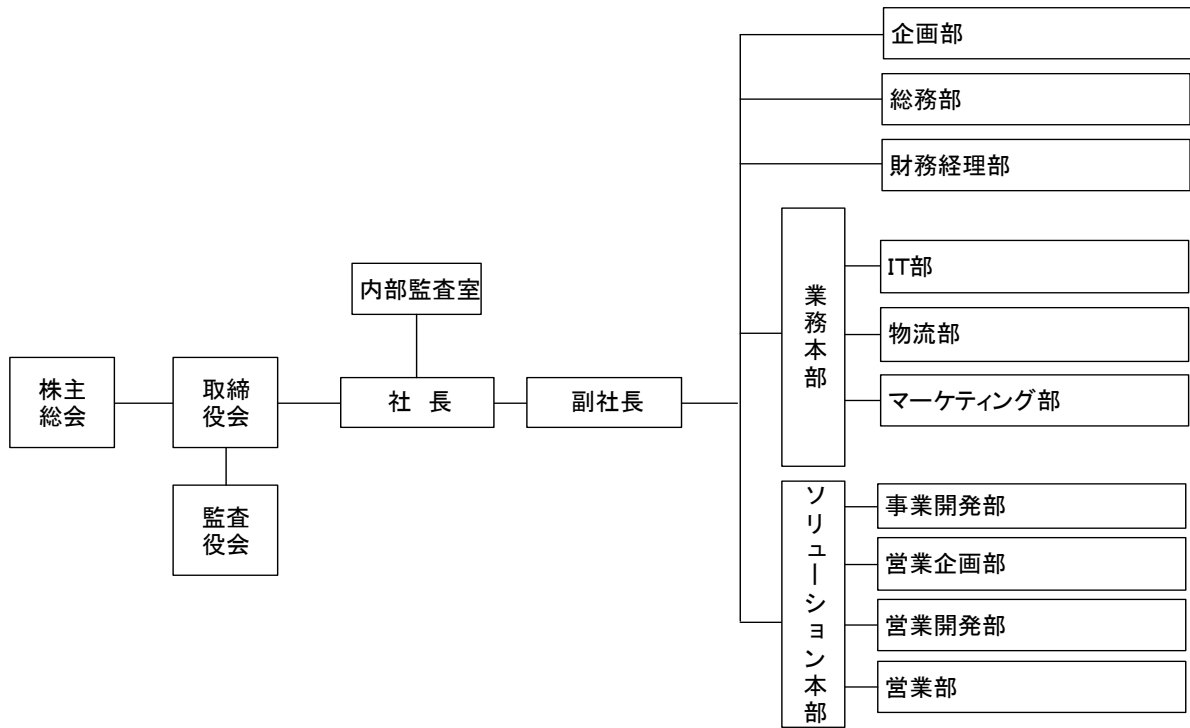 株主
総会
取締
役会
監査
役会
内部監査室
社 長
副社長
企画部
総務部
財務経理部
業務本部
IT部
物流部
マーケティング部
ソリューション本部
事業開発部
営業企画部
営業開発部
営業部